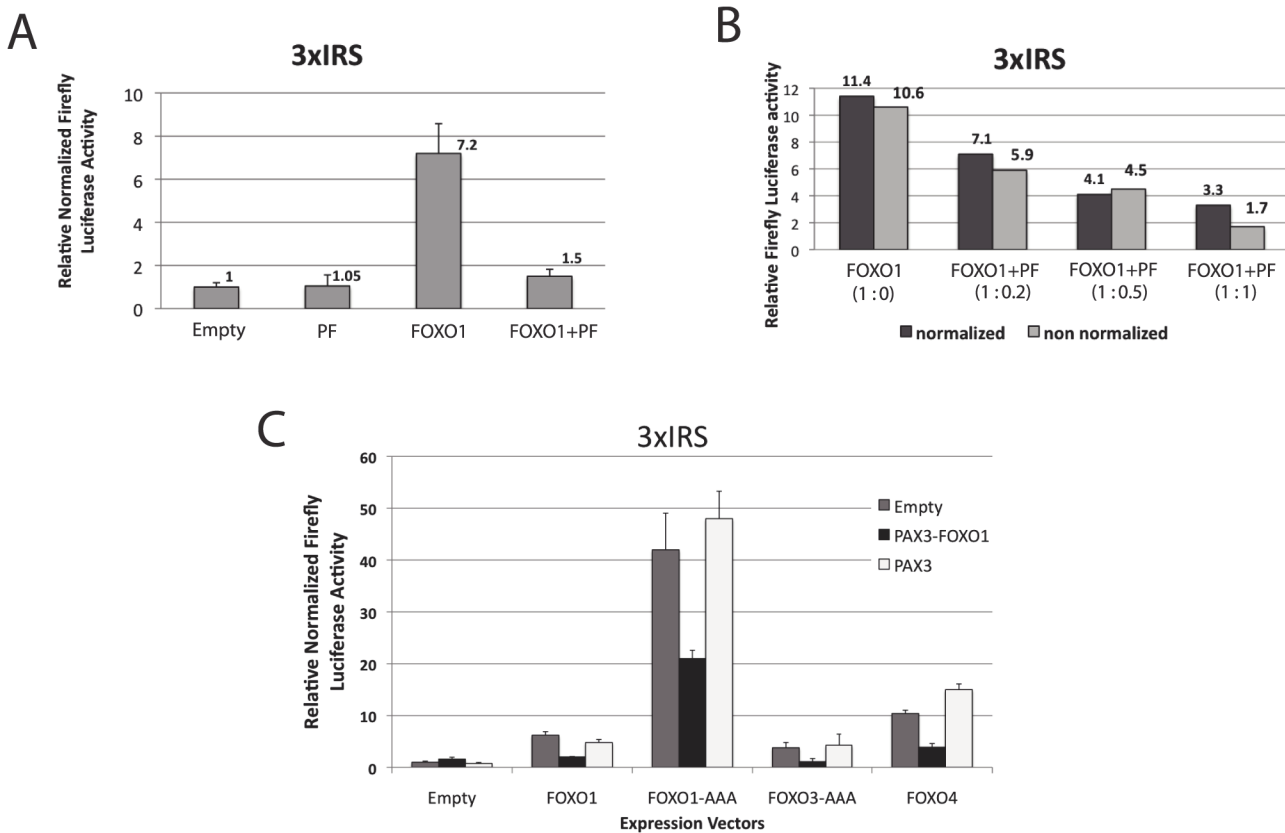 A
3xIRS
Relative Normalized Firefly
Luciferase Activity
10
8
6
4
2
0
1
1.05
7.2
1.5
Empty
PF
FOXO1
FOXO1+PF
B
3xIRS
Relative Firefly Luciferase activity
12
10
8
6
4
2
0
11.4
10.6
7.1
5.9
4.1
4.5
3.3
1.7
FOXO1
(1:0)
FOXO1+PF
(1:0.2)
FOXO1+PF
(1:0.5)
FOXO1+PF
(1:1)
normalized
non normalized
C
3xIRS
Relative Normalized Firefly
Luciferase Activity
60
50
40
30
20
10
0
Empty
PAX3-FOXO1
PAX3
Empty
FOXO1
FOXO1-AAA
FOXO3-AAA
FOXO4
Expression Vectors